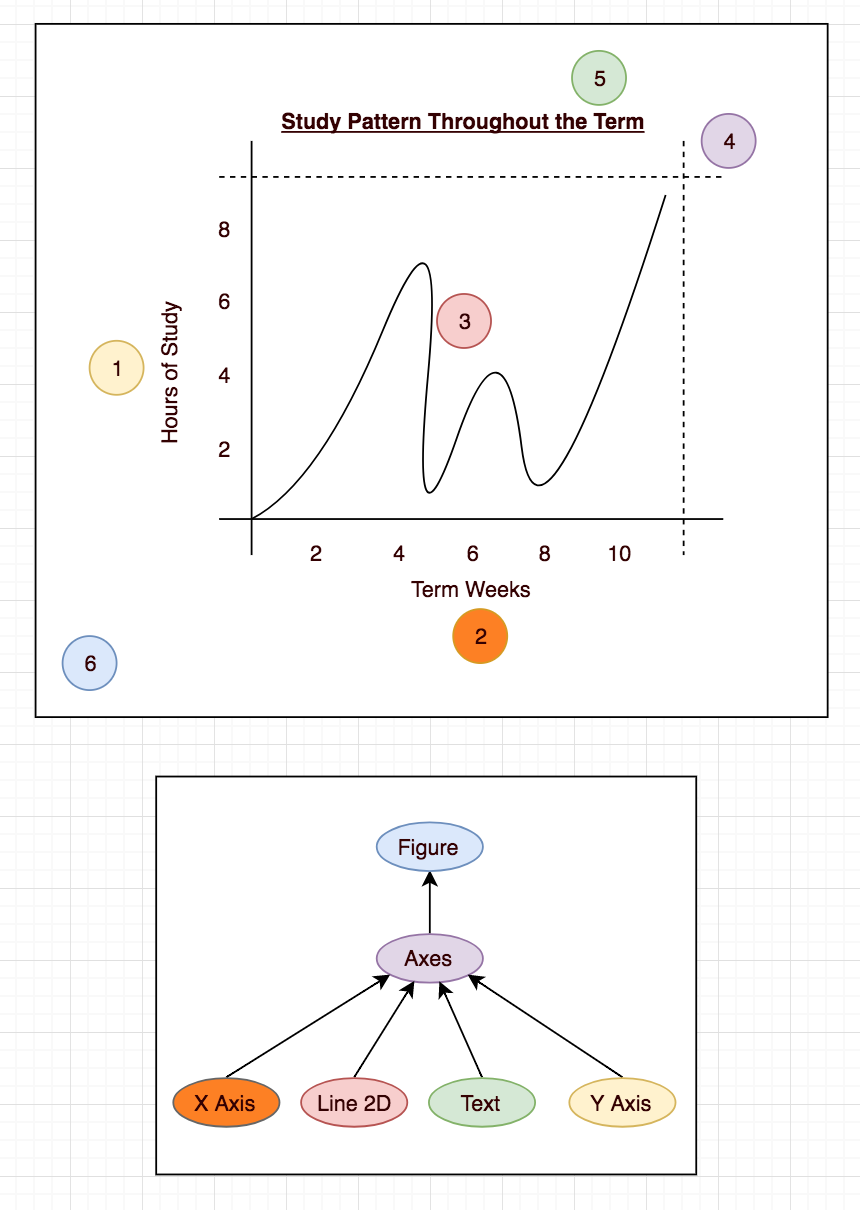 5
Study Pattern Throughout the Term
4
8
6
3
Hours of Study
1
4
2
2 4 6 8 10
Term Weeks
2
6
Figure
Axes
X Axis Line 2D Text Y Axis